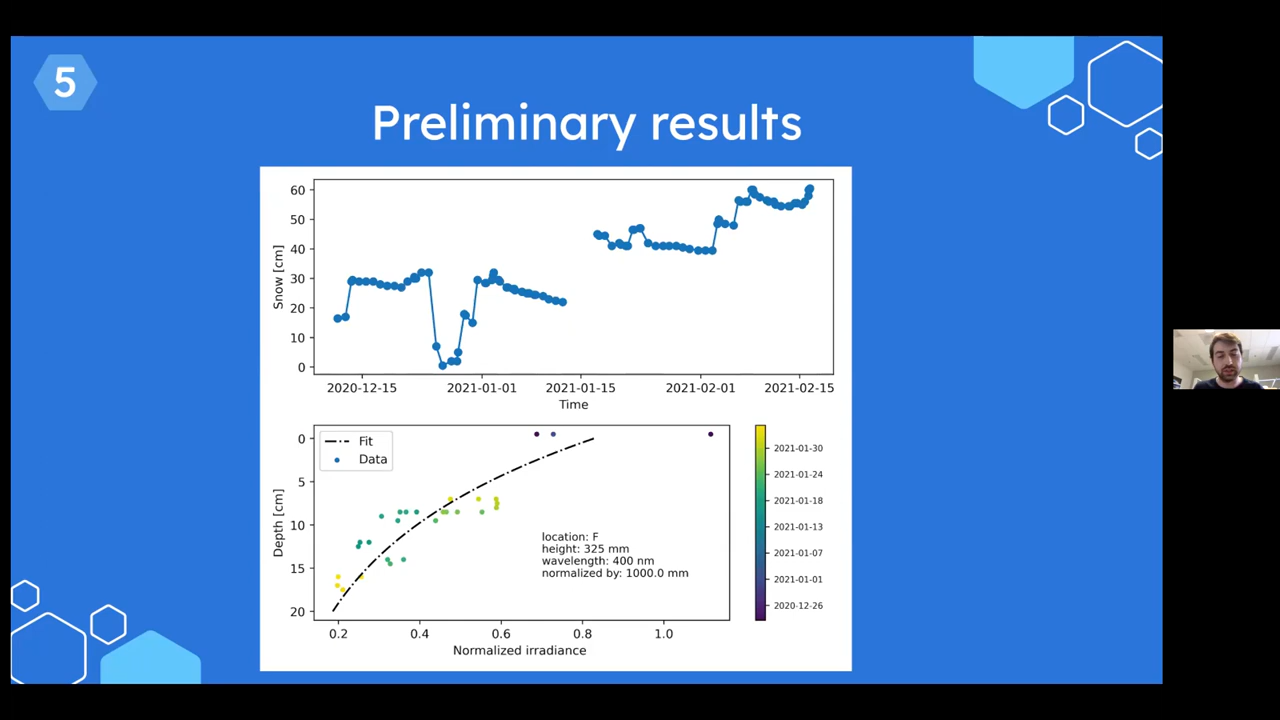 5
Preliminary results
60
50
40
30
20
10
0
Snow [cm]
2020-12-15 2021-01-01 2021-01-15 2021-02-01 2021-02-15
Time
Fit
Data
0
5
10
15
20
Depth [cm]
location: F
height: 325 mm
wavelength: 400 nm
normalized by: 1000.0 mm
0.2 0.4 0.6 0.8 1.0
Normalized irradiance
2021-01-30
2021-01-24
2021-01-18
2021-01-13
2021-01-07
2021-01-01
2020-12-26